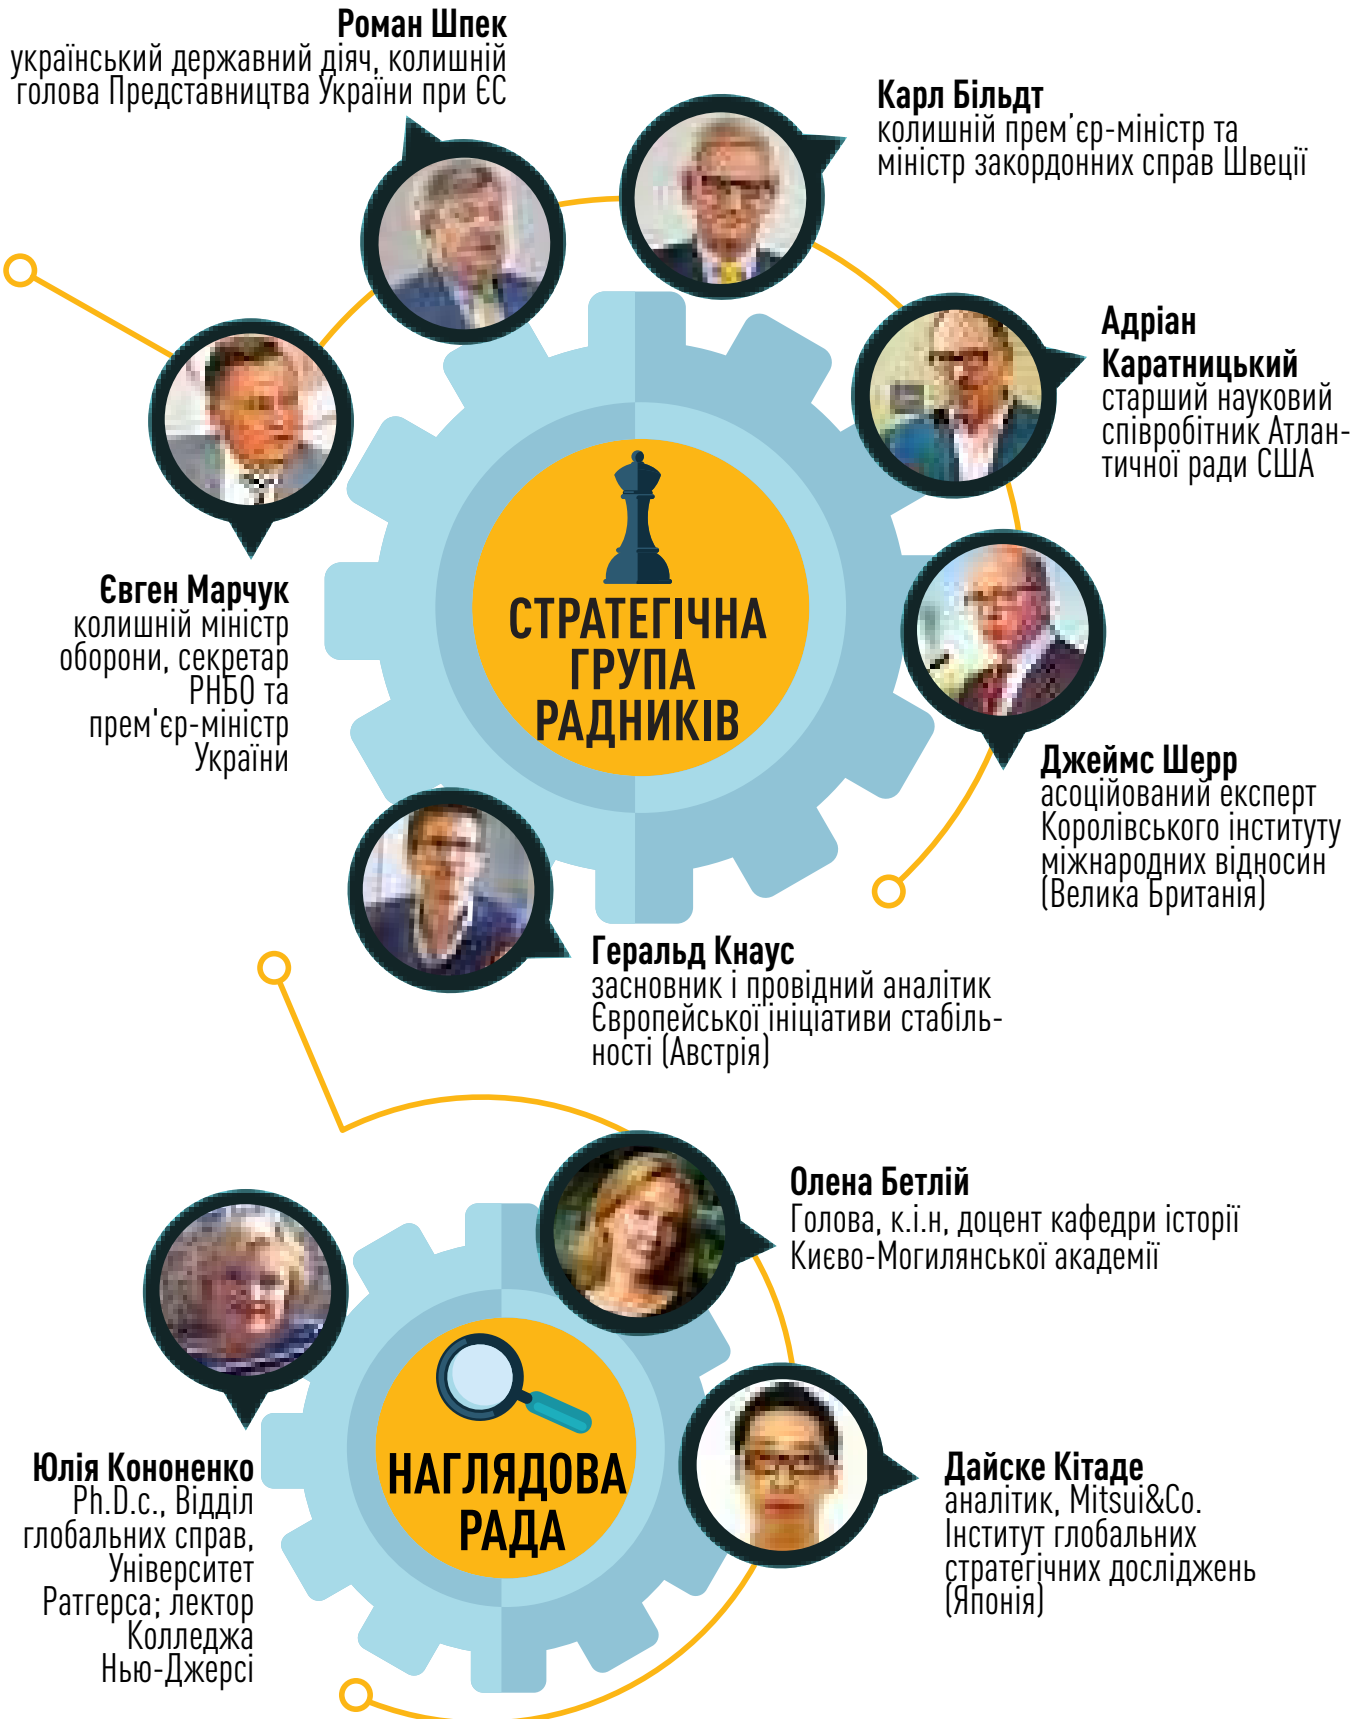 Роман Шпек
український державний діяч, колишній
голова Представництва України при ЄС
Карл Більдт
колишній прем'єр-міністр та
міністр закордонних справ Швеції
Адріан
Каратницький
старший науковий
співробітник Атлан-
тичної ради США
Євген Марчук
колишній міністр
оборони, секретар
РНБО та
прем'єр-міністр
України
СТРАТЕГІЧНА
ГРУПА
РАДНИКІВ
Джеймс Шерр
асоційований експерт
Королівського інституту
міжнародних відносин
(Велика Британія)
Геральд Кнаус
засновник і провідний аналітик
Європейської ініціативи стабіль-
ності (Австрія)
Олена Бетлій
Голова, к.і.н, доцент кафедри історії
Києво-Могилянської академії
Юлія Кононенко
Ph.D.c., Відділ
глобальних справ,
Університет
Ратгерса; лектор
Колледжа
Нью-Джерсі
НАГЛЯДОВА
РАДА
Дайске Кітаде
аналітик, Mitsui&Co.
Інститут глобальних
стратегічних досліджень
(Японія)